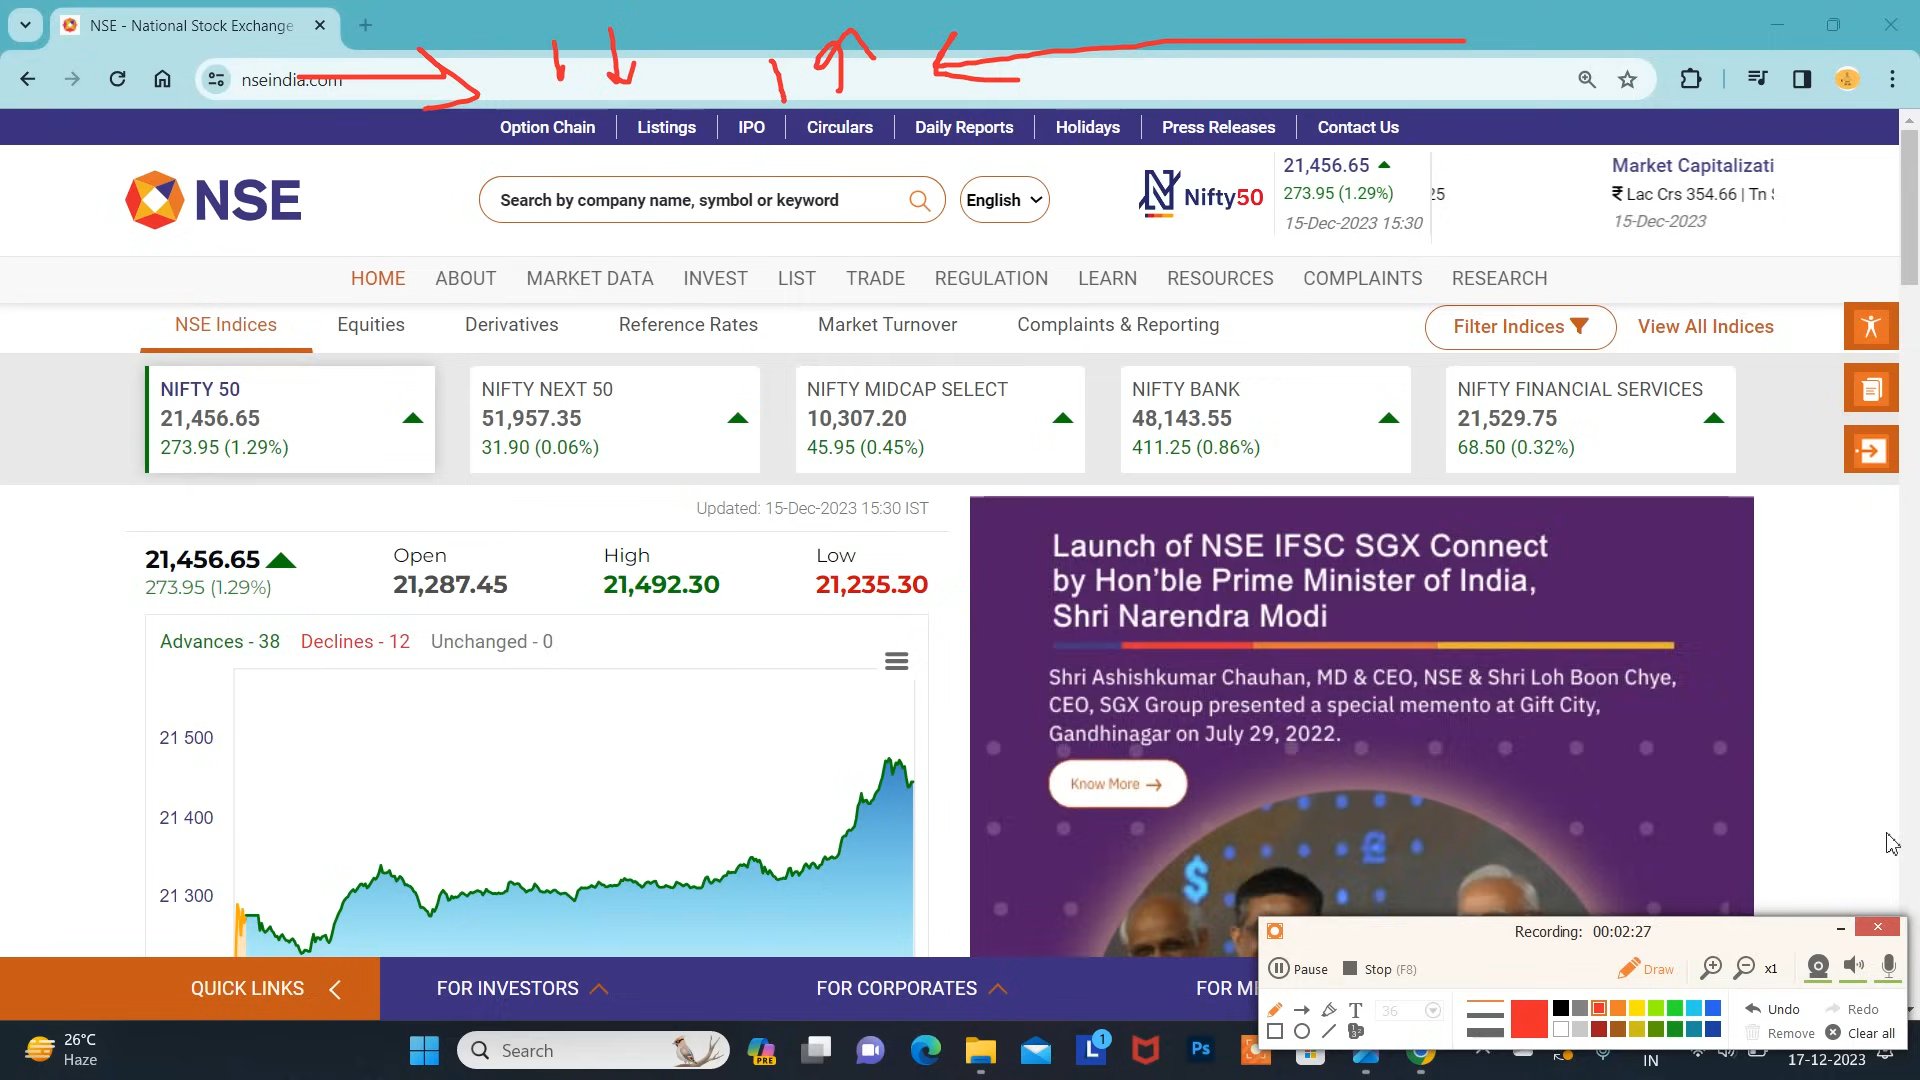 NSE - National Stock Exchange
nseindia.com
Option Chain
Listings
IPO
Circulars
Daily Reports
Holidays
Press Releases
Contact Us
NSE
Search by company name, symbol or keyword
English
Nifty50
21,456.65
273.95 (1.29%)
15-Dec-2023 15:30
Market Capitalizati
₹ Lac Crs 354.66 | Tn
15-Dec-2023
HOME
ABOUT
MARKET DATA
INVEST
LIST
TRADE
REGULATION
LEARN
RESOURCES
COMPLAINTS
RESEARCH
NSE Indices
Equities
Derivatives
Reference Rates
Market Turnover
Complaints & Reporting
Filter Indices
View All Indices
NIFTY 50
21,456.65
273.95 (1.29%)
NIFTY NEXT 50
51,957.35
31.90 (0.06%)
NIFTY MIDCAP SELECT
10,307.20
45.95 (0.45%)
NIFTY BANK
48,143.55
411.25 (0.86%)
NIFTY FINANCIAL SERVICES
21,529.75
68.50 (0.32%)
Updated: 15-Dec-2023 15:30 IST
21,456.65
273.95 (1.29%)
Open
21,287.45
High
21,492.30
Low
21,235.30
Advances - 38
Declines - 12
Unchanged - 0
21 500
21 400
21 300
Launch of NSE IFSC SGX Connect
by Hon'ble Prime Minister of India,
Shri Narendra Modi
Shri Ashishkumar Chauhan, MD & CEO, NSE & Shri Loh Boon Chye,
CEO, SGX Group presented a special memento at Gift City,
Gandhinagar on July 29, 2022.
Know More
QUICK LINKS
FOR INVESTORS
FOR CORPORATES
FOR
Recording: 00:02:27
Pause
Stop (F8)
Draw
x1
T
36
Undo
Redo
Remove
Clear all
26°C
Haze
Search
PRE
L
1
Ps
IN
17-12-2023